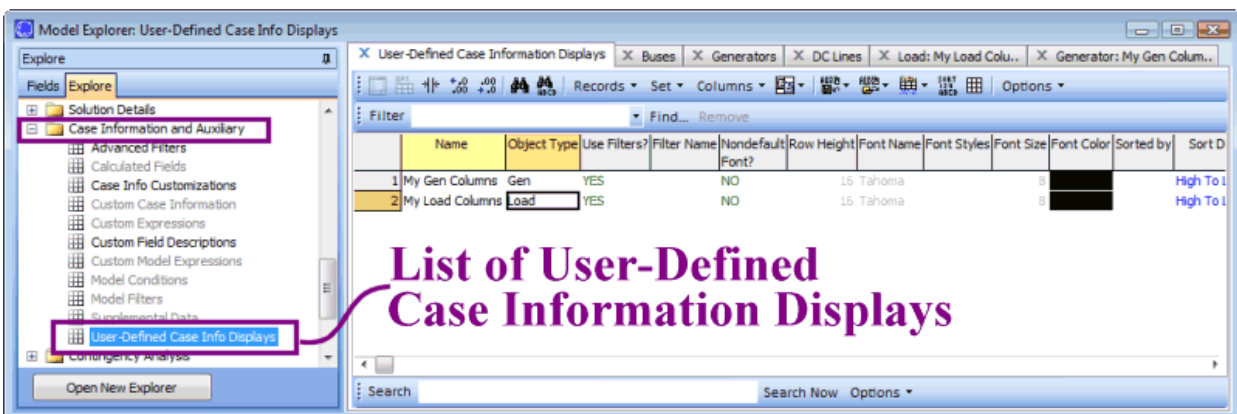 Model Explorer: User-Defined Case Info Displays
Explore
Fields Explore
Solution Details
Case Information and Auxiliary
Advanced Filters
Calculated Fields
Case Info Customizations
Custom Case Information
Custom Expressions
Custom Field Descriptions
Custom Model Expressions
Model Conditions
Model Filters
Supplemental Data
User-Defined Case Info Displays
Contingency Analysis
Open New Explorer
X User-Defined Case Information Displays X Buses X Generators X DC Lines X Load: My Load Colu.. X Generator: My Gen Colum..
Records Set Columns Options
Filter Find... Remove
Name Object Type Use Filters? Filter Name Nondefault Font? Row Height Font Name Font Styles Font Size Font Color Sorted by Sort D
1 My Gen Columns Gen YES NO 16 Tahoma 8 High To L
2 My Load Columns Load YES NO 16 Tahoma 8 High To L
List of User-Defined
Case Information Displays
Search Search Now Options